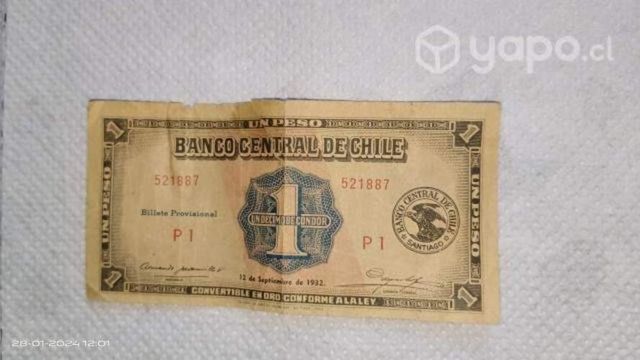 yapo.cl
UN PESO
BANCO CENTRAL DE CHILE
521887
521887
1
UN DECIMO DE CONDOR
Billete Provisional
P 1
P 1
BANCO CENTRAL DE CHILE
SANTIAGO
12 de Septiembre de 1932.
CONVERTIBLE EN ORO CONFORME A LA LEY
UN PESO
UN PESO
1
1
1
1
28-01-2024 12:01